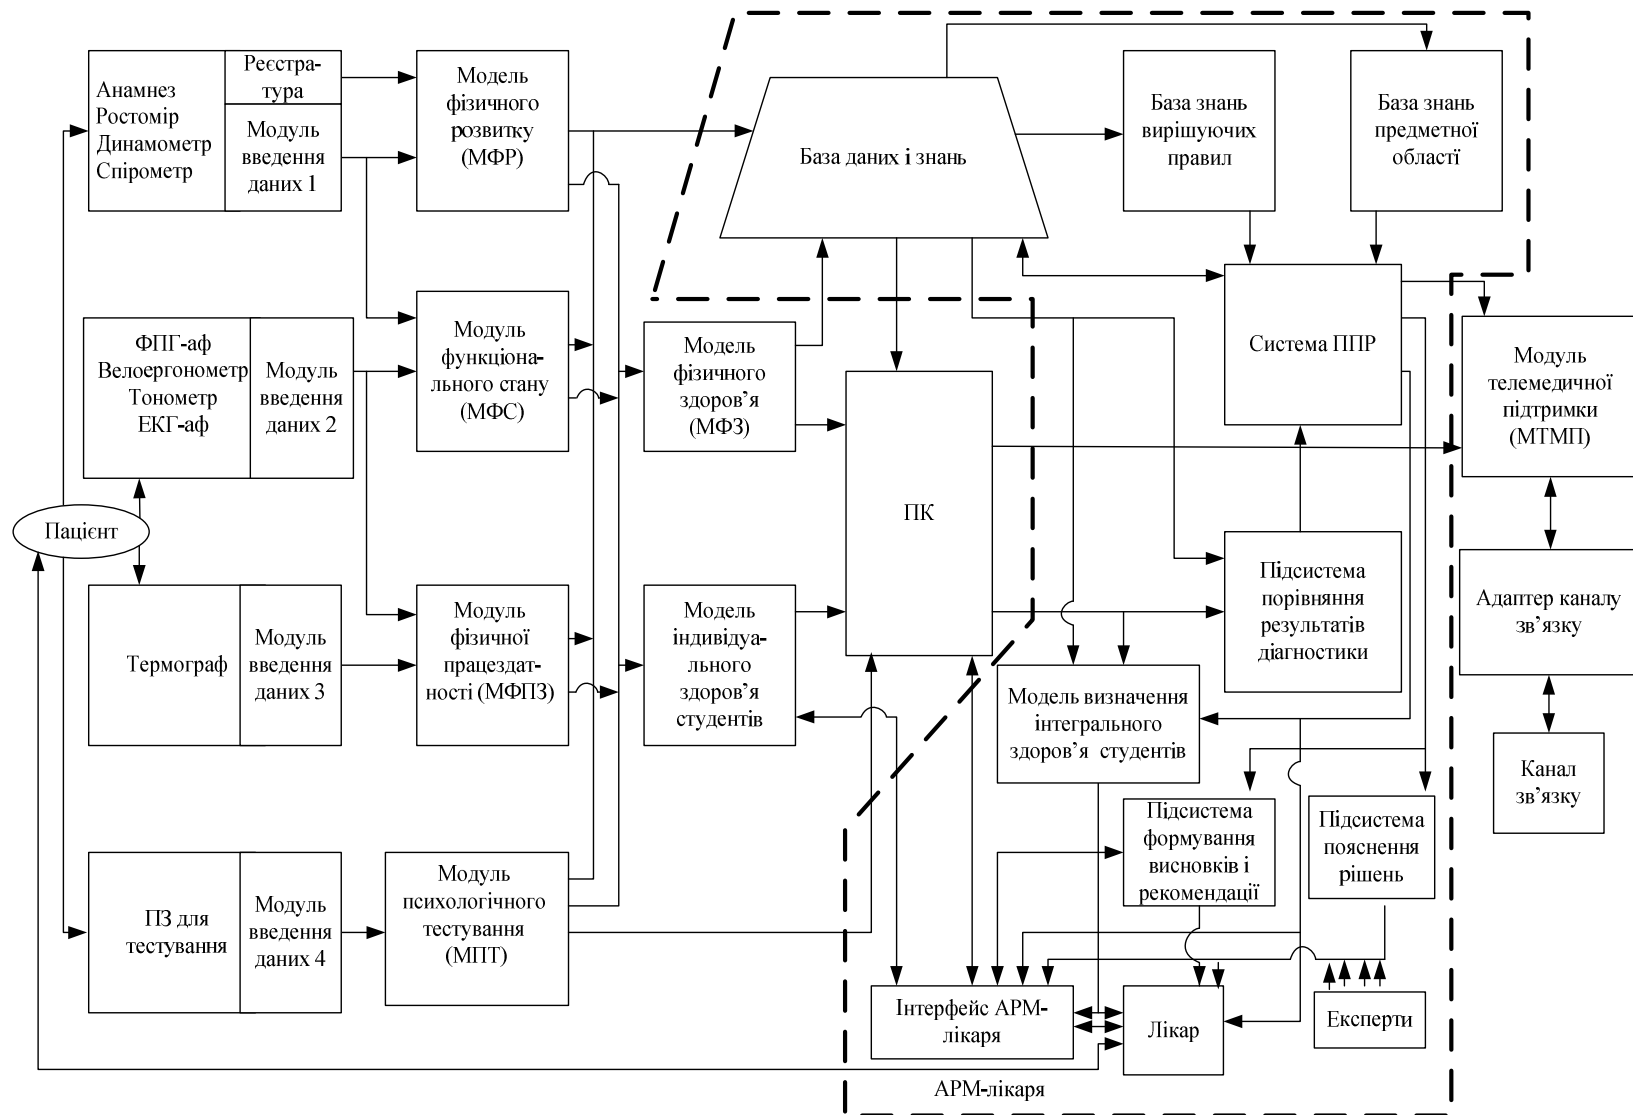 Анамнез
Ростомір
Динамометр
Спірометр
Реєстра-
тура
Модуль
введення
даних 1
Модель
фізичного
розвитку
(МФР)
База даних і знань
База знань
вирішуючих
правил
База знань
предметної
області
ФПГ-аф
Велоергонометр
Тонометр
ЕКГ-аф
Модуль
введення
даних 2
Модуль
функціона-
льного стану
(МФС)
Модель
фізичного
здоров’я
(МФЗ)
Система ППР
Модуль
телемедичної
підтримки
(МТМП)
Пацієнт
ПК
Термограф
Модуль
введення
даних 3
Модуль
фізичної
працездат-
ності (МФПЗ)
Модель
індивідуа-
льного
здоров’я
студентів
Підсистема
порівняння
результатів
діагностики
Адаптер каналу
зв’язку
Модель визначення
інтегрального
здоров’я студентів
Канал
зв’язку
ПЗ для
тестування
Модуль
введення
даних 4
Модуль
психологічного
тестування
(МПТ)
Підсистема
формування
висновків і
рекомендації
Підсистема
пояснення
рішень
Інтерфейс АРМ-
лікаря
Лікар
Експерти
АРМ-лікаря